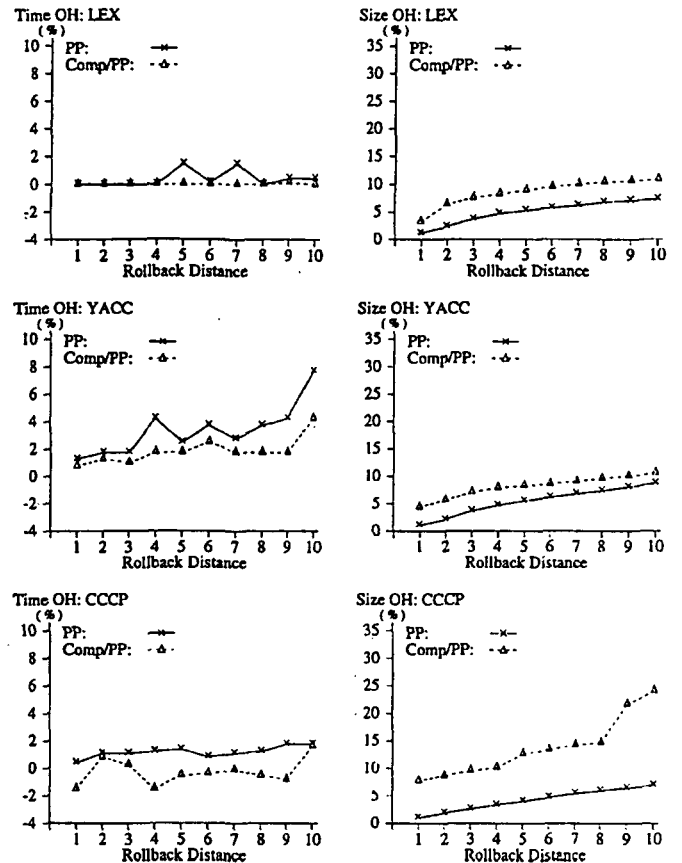 Time OH: LEX
(%)
PP:
Comp/PP:
10
8
6
4
2
0
-2
-4
1 2 3 4 5 6 7 8 9 10
Rollback Distance
Size OH: LEX
(%)
PP:
Comp/PP:
35
30
25
20
15
10
5
0
1 2 3 4 5 6 7 8 9 10
Rollback Distance
Time OH: YACC
(%)
PP:
Comp/PP:
10
8
6
4
2
0
-2
-4
1 2 3 4 5 6 7 8 9 10
Rollback Distance
Size OH: YACC
(%)
PP:
Comp/PP:
35
30
25
20
15
10
5
0
1 2 3 4 5 6 7 8 9 10
Rollback Distance
Time OH: CCCP
(%)
PP:
Comp/PP:
10
8
6
4
2
0
-2
-4
1 2 3 4 5 6 7 8 9 10
Rollback Distance
Size OH: CCCP
(%)
PP:
Comp/PP:
35
30
25
20
15
10
5
0
1 2 3 4 5 6 7 8 9 10
Rollback Distance